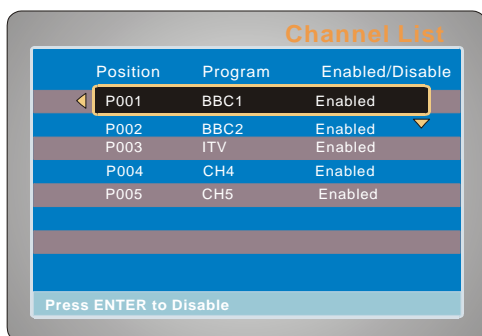 Channel List
Position Program Enabled/Disable
P001 BBC1 Enabled
P002 BBC2 Enabled
P003 ITV Enabled
P004 CH4 Enabled
P005 CH5 Enabled
Press ENTER to Disable